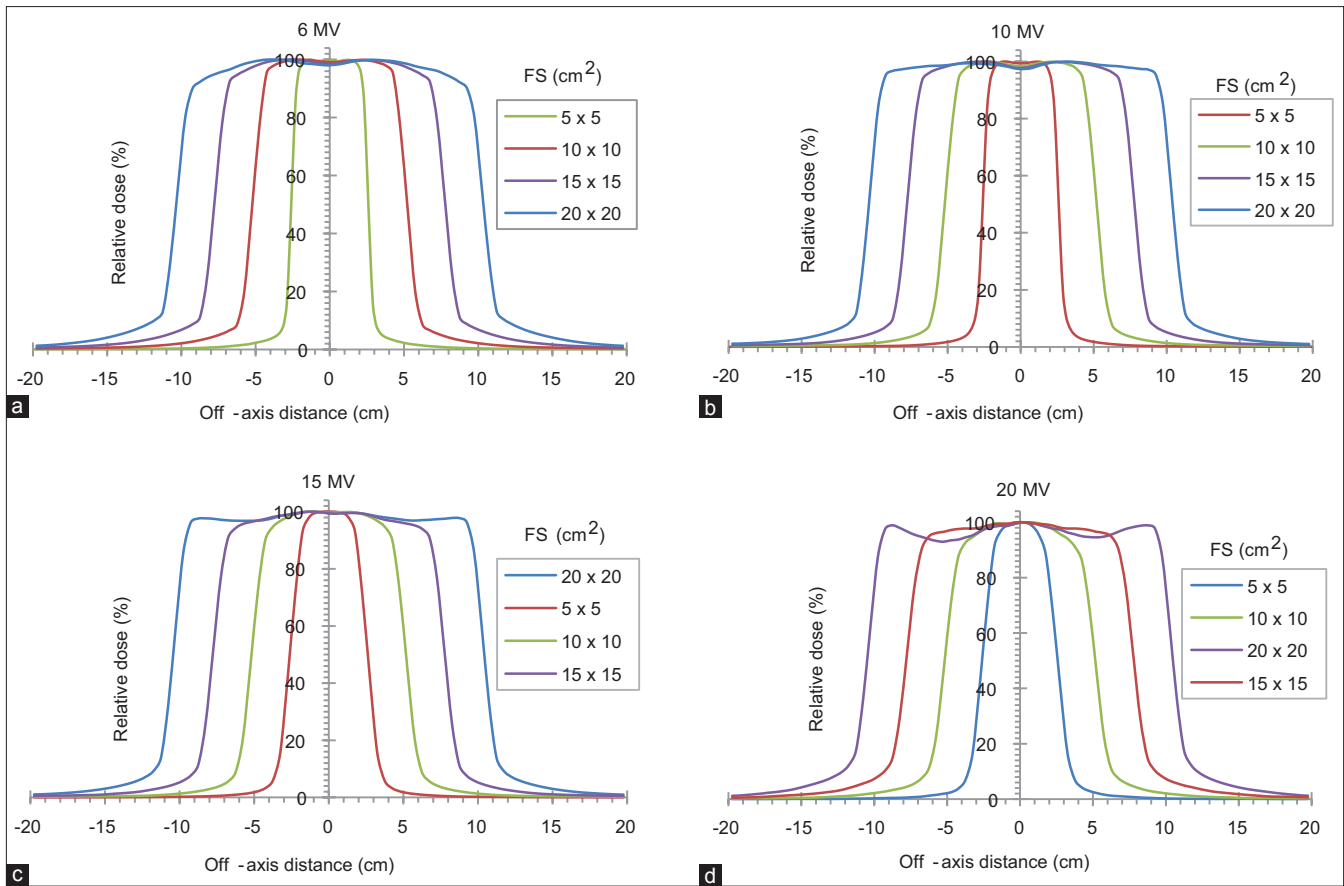 6 MV
Relative dose (%)
100
80
60
40
20
0
-20 -15 -10 -5 0 5 10 15 20
Off -axis distance (cm)
FS (cm 2)
5 x 5
10 x 10
15 x 15
20 x 20
a
10 MV
Relative dose (%)
100
80
60
40
20
0
-20 -15 -10 -5 0 5 10 15 20
Off -axis distance (cm)
FS (cm 2)
5 x 5
10 x 10
15 x 15
20 x 20
b
15 MV
Relative dose (%)
100
80
60
40
20
0
-20 -15 -10 -5 0 5 10 15 20
Off -axis distance (cm)
FS (cm2)
20 x 20
5 x 5
10 x 10
15 x 15
c
20 MV
Relative dose (%)
100
80
60
40
20
0
-20 -15 -10 -5 0 5 10 15 20
Off -axis distance (cm)
FS (cm2)
5 x 5
10 x 10
20 x 20
15 x 15
d